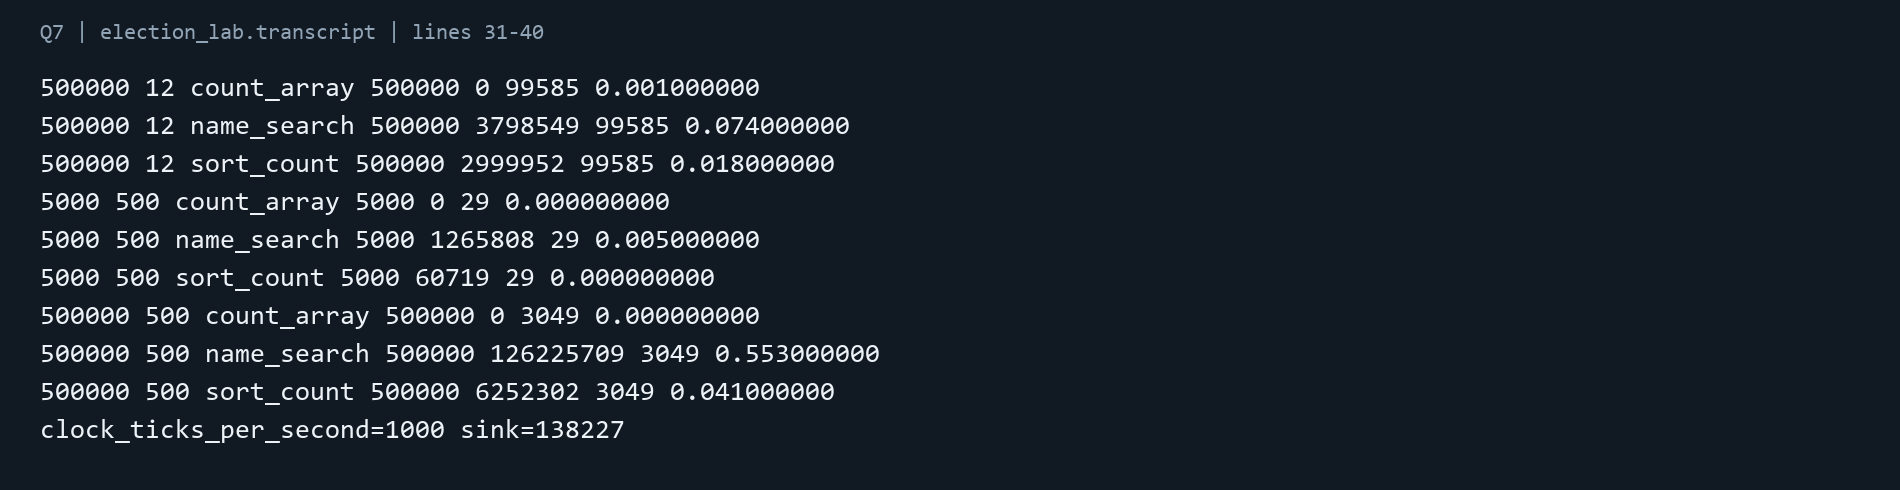 Q7 | election_lab.transcript | lines 31-40
500000 12 count_array 500000 0 99585 0.001000000
500000 12 name_search 500000 3798549 99585 0.074000000
500000 12 sort_count 500000 2999952 99585 0.018000000
5000 500 count_array 5000 0 29 0.000000000
5000 500 name_search 5000 1265808 29 0.005000000
5000 500 sort_count 5000 60719 29 0.000000000
500000 500 count_array 500000 0 3049 0.000000000
500000 500 name_search 500000 126225709 3049 0.553000000
500000 500 sort_count 500000 6252302 3049 0.041000000
clock_ticks_per_second=1000 sink=138227